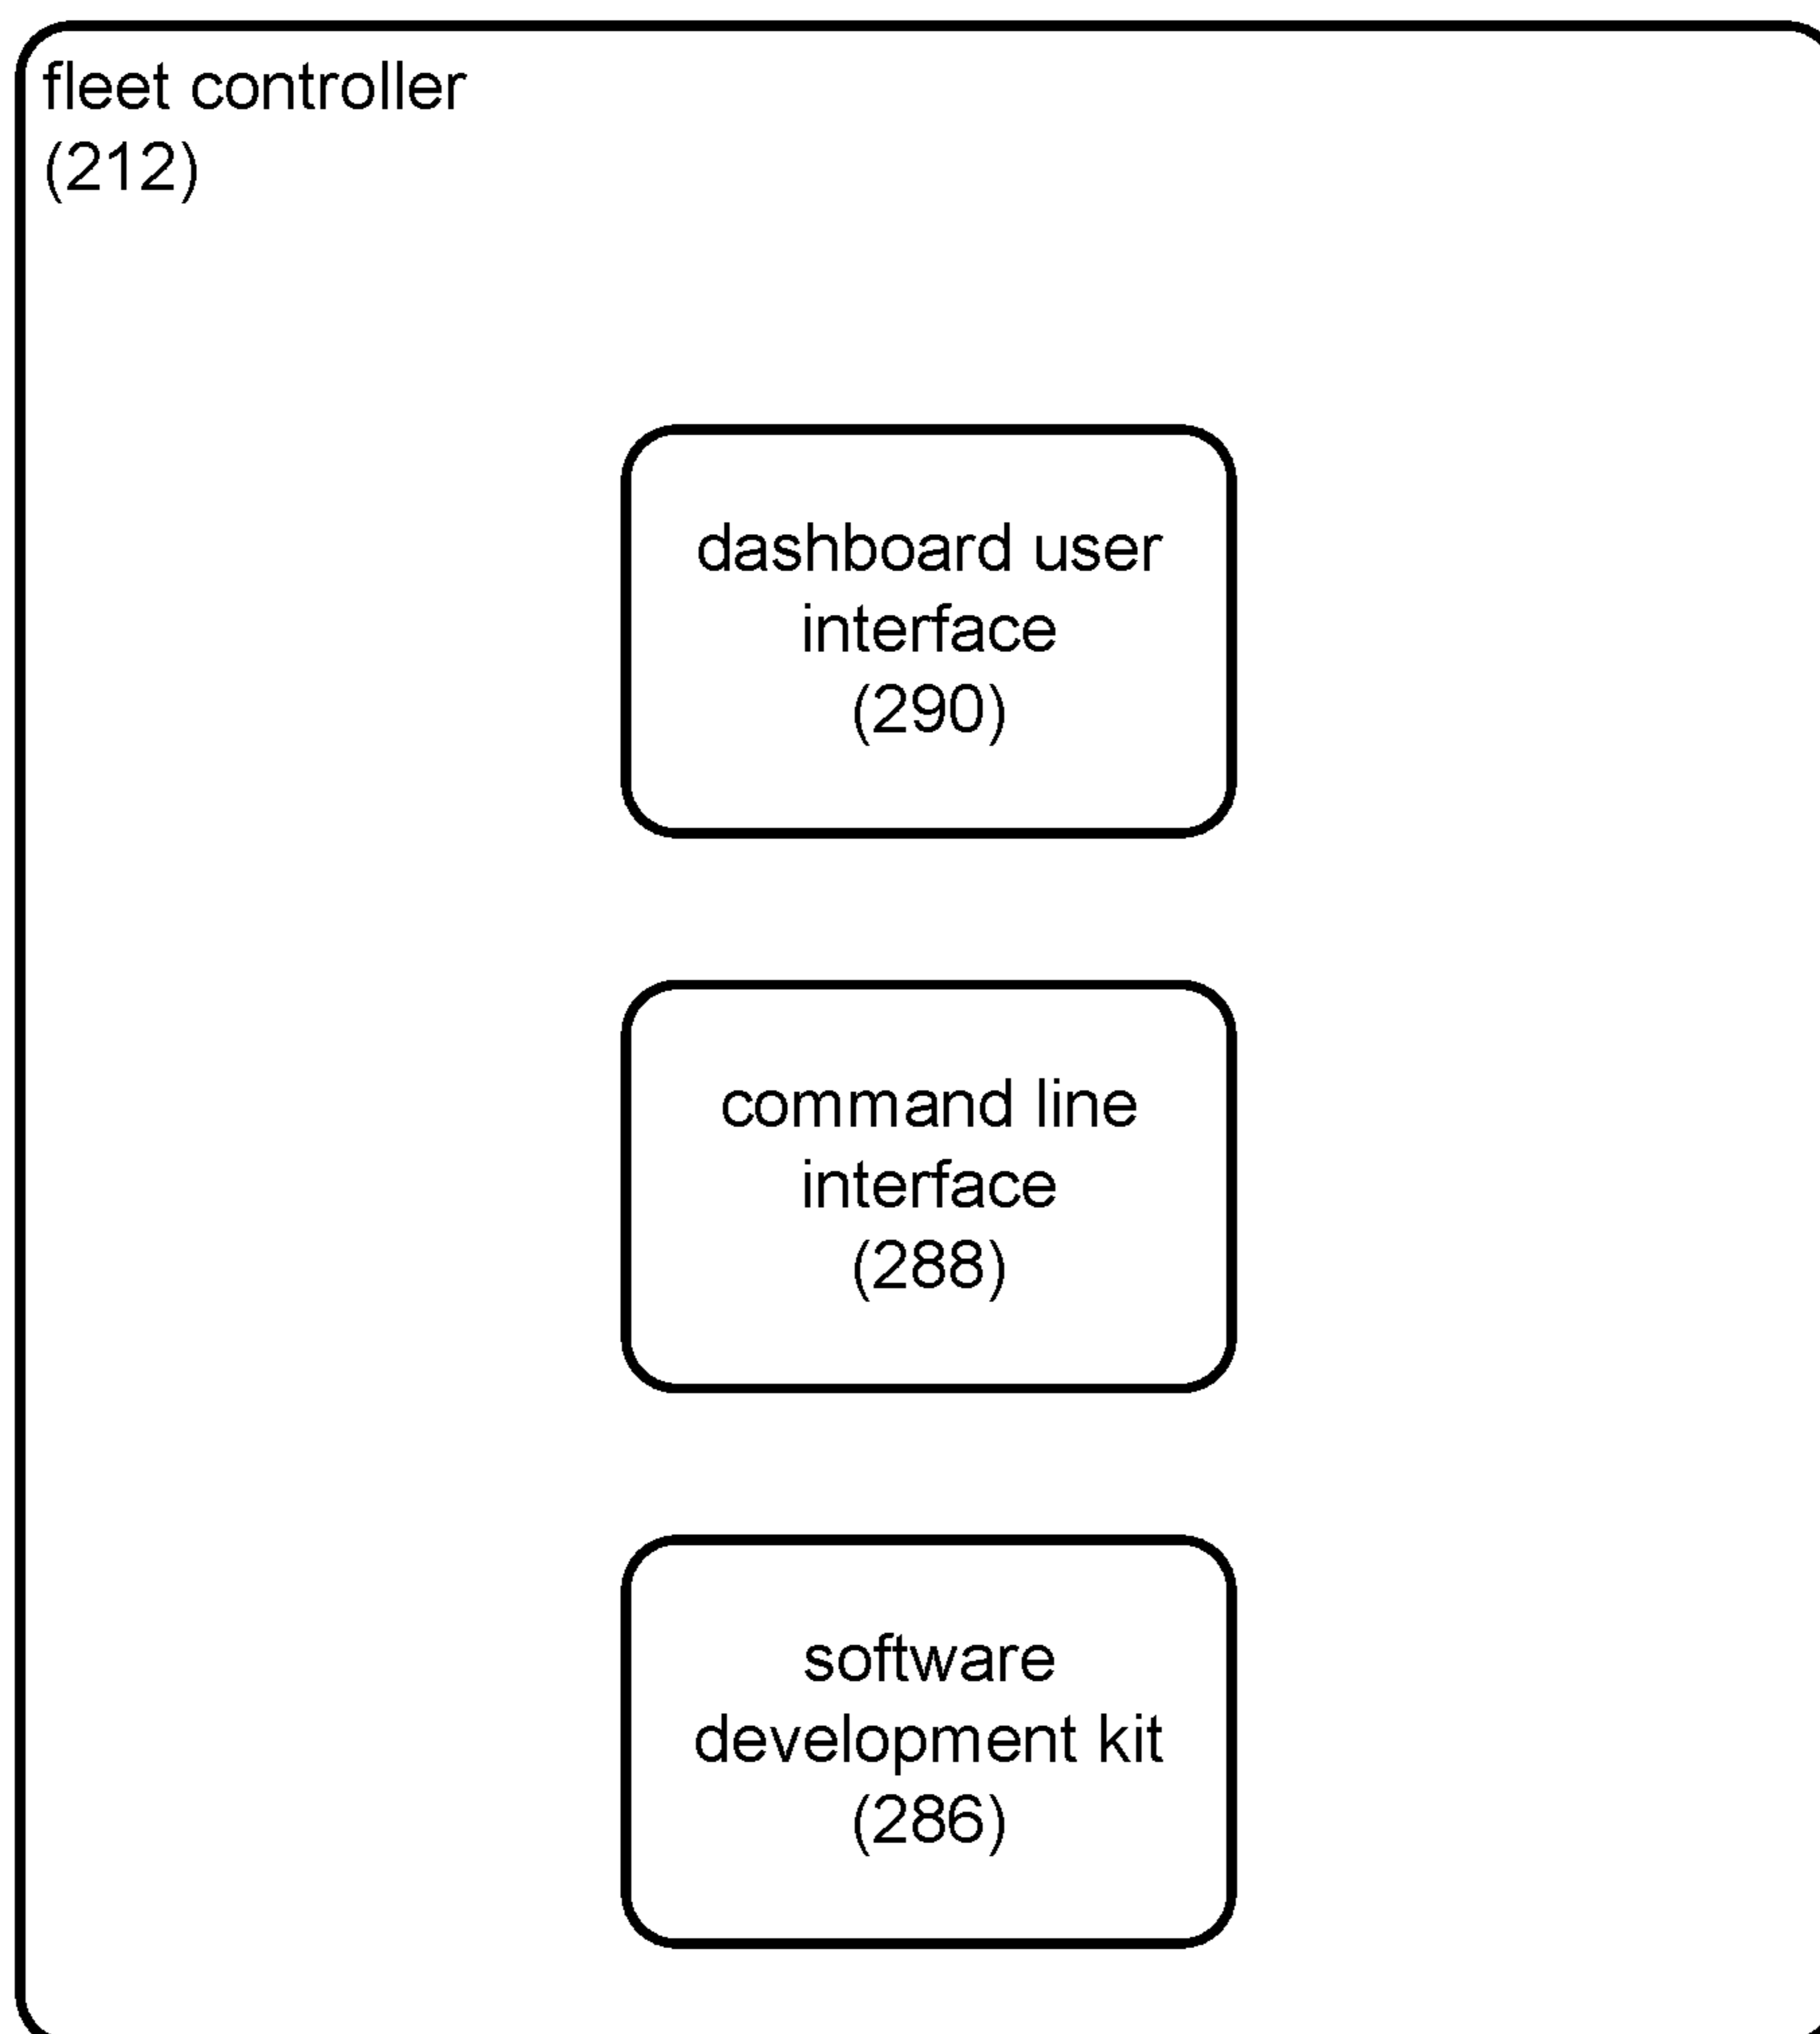 fleet controller
(212)
dashboard user
interface
(290)
command line
interface
(288)
software
development kit
(286)